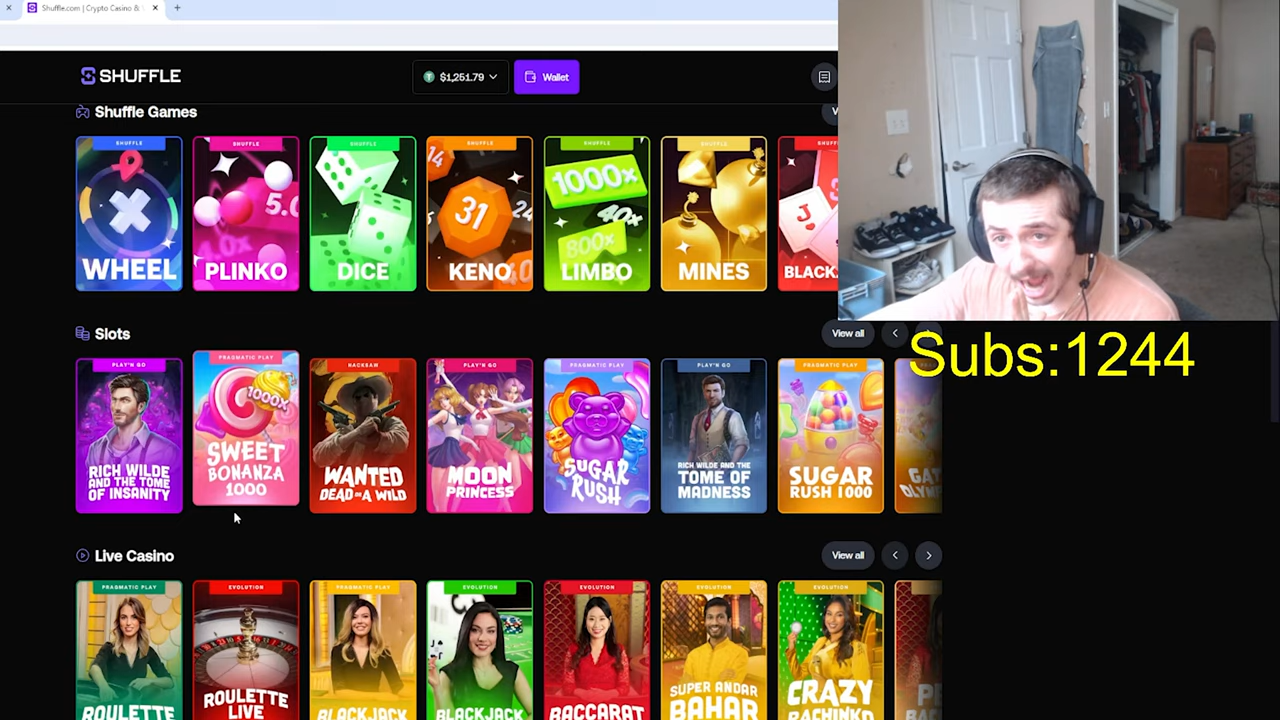 Shuffle.com | Crypto Casino &
SHUFFLE
$1,251.79
Wallet
Shuffle Games
SHUFFLE
WHEEL
SHUFFLE
PLINKO
SHUFFLE
DICE
SHUFFLE
14
31
24
KENO
SHUFFLE
1000x
40x
800x
LIMBO
SHUFFLE
MINES
J
BLACK
Slots
View all
Subs:1244
PLAY'N GO
RICH WILDE
AND THE TOME
OF INSANITY
PRAGMATIC PLAY
1000X
SWEET
BONANZA
1000
HACKSAW
WANTED
DEAD OR A WILD
PLAY'N GO
MOON
PRINCESS
PRAGMATIC PLAY
SUGAR
RUSH
PLAY'N GO
RICH WILDE AND THE
TOME OF
MADNESS
PRAGMATIC PLAY
SUGAR
RUSH 1000
Live Casino
View all
PRAGMATIC PLAY
ROULETTE
EVOLUTION
ROULETTE
LIVE
PRAGMATIC PLAY
BLACKJACK
EVOLUTION
BLACKJACK
EVOLUTION
BACCARAT
EVOLUTION
SUPER ANDAR
BAHAR
EVOLUTION
CRAZY
PACHINKO